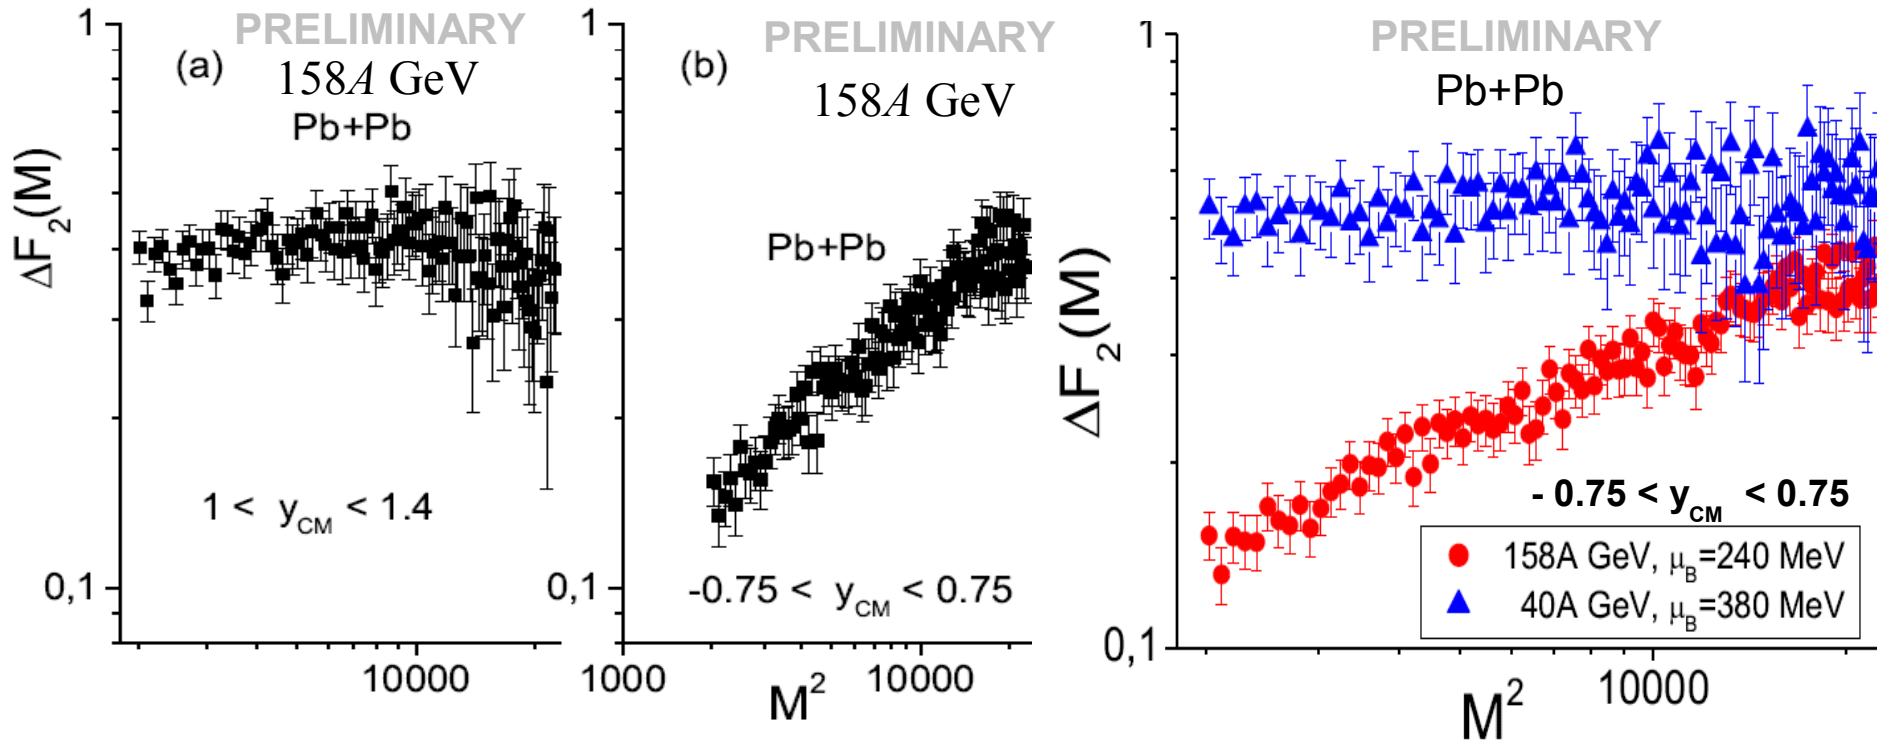 PRELIMINARY
(a)
158A GeV
Pb+Pb
1
ΔF2(M)
1 < yCM < 1.4
0,1
10000
PRELIMINARY
(b)
158A GeV
1
Pb+Pb
-0.75 < yCM < 0.75
0,1
1000
10000
M²
PRELIMINARY
Pb+Pb
1
ΔF2(M)
- 0.75 < yCM < 0.75
158A GeV, μB=240 MeV
40A GeV, μB=380 MeV
0,1
10000
M²